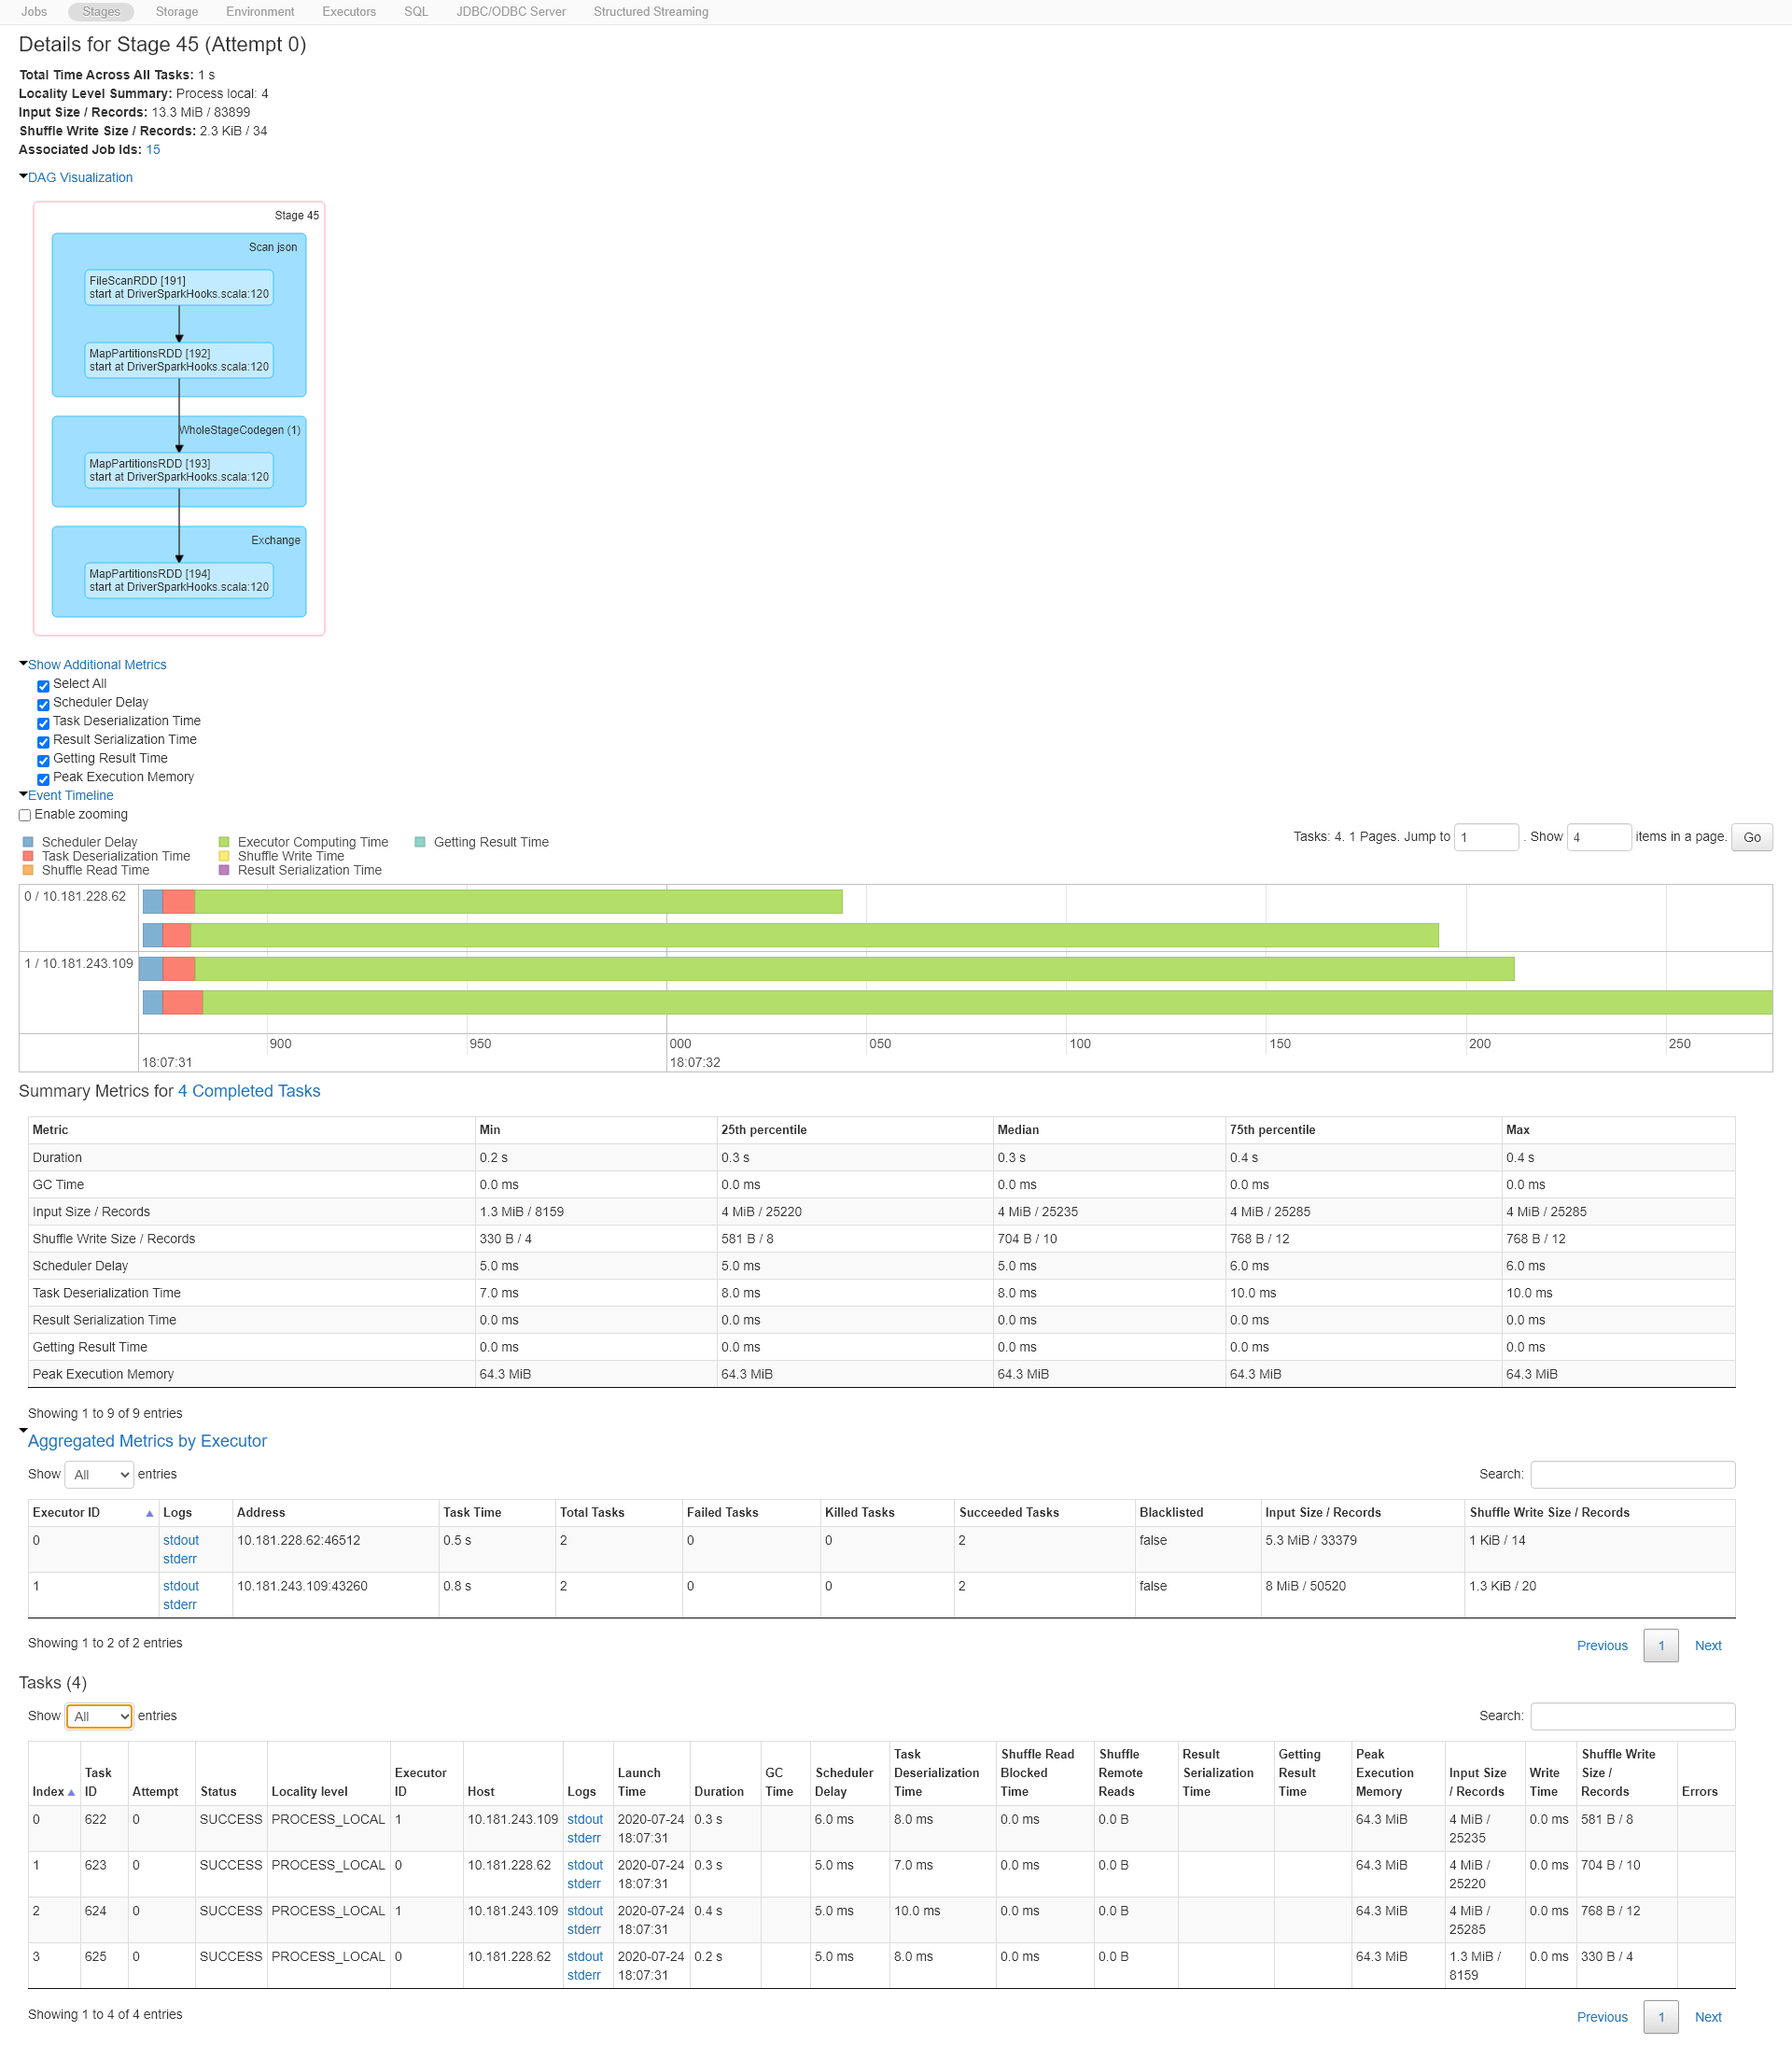 Jobs Stages Storage Environment Executors SQL JDBC/ODBC Server Structured Streaming
Details for Stage 45 (Attempt 0)
Total Time Across All Tasks: 1 s
Locality Level Summary: Process local: 4
Input Size / Records: 13.3 MiB / 83899
Shuffle Write Size / Records: 2.3 KiB / 34
Associated Job Ids: 15
DAG Visualization
Stage 45
Scan json
FileScanRDD [191]
start at DriverSparkHooks.scala:120
MapPartitionsRDD [192]
start at DriverSparkHooks.scala:120
WholeStageCodegen (1)
MapPartitionsRDD [193]
start at DriverSparkHooks.scala:120
Exchange
MapPartitionsRDD [194]
start at DriverSparkHooks.scala:120
Show Additional Metrics
Select All
Scheduler Delay
Task Deserialization Time
Result Serialization Time
Getting Result Time
Peak Execution Memory
Event Timeline
Enable zooming
Tasks: 4. 1 Pages. Jump to 1 . Show 4 items in a page. Go
Scheduler Delay Executor Computing Time Getting Result Time
Task Deserialization Time Shuffle Write Time
Shuffle Read Time Result Serialization Time
0 / 10.181.228.62
1 / 10.181.243.109
900 950 000 050 100 150 200 250
18:07:31 18:07:32
Summary Metrics for 4 Completed Tasks
Metric Min 25th percentile Median 75th percentile Max
Duration 0.2 s 0.3 s 0.3 s 0.4 s 0.4 s
GC Time 0.0 ms 0.0 ms 0.0 ms 0.0 ms 0.0 ms
Input Size / Records 1.3 MiB / 8159 4 MiB / 25220 4 MiB / 25235 4 MiB / 25285 4 MiB / 25285
Shuffle Write Size / Records 330 B / 4 581 B / 8 704 B / 10 768 B / 12 768 B / 12
Scheduler Delay 5.0 ms 5.0 ms 5.0 ms 6.0 ms 6.0 ms
Task Deserialization Time 7.0 ms 8.0 ms 8.0 ms 10.0 ms 10.0 ms
Result Serialization Time 0.0 ms 0.0 ms 0.0 ms 0.0 ms 0.0 ms
Getting Result Time 0.0 ms 0.0 ms 0.0 ms 0.0 ms 0.0 ms
Peak Execution Memory 64.3 MiB 64.3 MiB 64.3 MiB 64.3 MiB 64.3 MiB
Showing 1 to 9 of 9 entries
Aggregated Metrics by Executor
Show All entries Search:
Executor ID Logs Address Task Time Total Tasks Failed Tasks Killed Tasks Succeeded Tasks Blacklisted Input Size / Records Shuffle Write Size / Records
0 stdout 10.181.228.62:46512 0.5 s 2 0 0 2 false 5.3 MiB / 33379 1 KiB / 14
stderr
1 stdout 10.181.243.109:43260 0.8 s 2 0 0 2 false 8 MiB / 50520 1.3 KiB / 20
stderr
Showing 1 to 2 of 2 entries Previous 1 Next
Tasks (4)
Show All entries Search:
Shuffle Read Shuffle Result Getting Peak Shuffle Write
Task Executor Launch GC Scheduler Task Blocked Remote Serialization Result Execution Input Size Write Size /
Index ID Attempt Status Locality level ID Host Logs Time Duration Time Delay Deserialization Time Time Reads Time Time Memory / Records Time Records Errors
0 622 0 SUCCESS PROCESS_LOCAL 1 10.181.243.109 stdout 2020-07-24 0.3 s 6.0 ms 8.0 ms 0.0 ms 0.0 B 64.3 MiB 4 MiB / 0.0 ms 581 B / 8
stderr 18:07:31 25235
1 623 0 SUCCESS PROCESS_LOCAL 0 10.181.228.62 stdout 2020-07-24 0.3 s 5.0 ms 7.0 ms 0.0 ms 0.0 B 64.3 MiB 4 MiB / 0.0 ms 704 B / 10
stderr 18:07:31 25220
2 624 0 SUCCESS PROCESS_LOCAL 1 10.181.243.109 stdout 2020-07-24 0.4 s 5.0 ms 10.0 ms 0.0 ms 0.0 B 64.3 MiB 4 MiB / 0.0 ms 768 B / 12
stderr 18:07:31 25285
3 625 0 SUCCESS PROCESS_LOCAL 0 10.181.228.62 stdout 2020-07-24 0.2 s 5.0 ms 8.0 ms 0.0 ms 0.0 B 64.3 MiB 1.3 MiB / 0.0 ms 330 B / 4
stderr 18:07:31 8159
Showing 1 to 4 of 4 entries Previous 1 Next